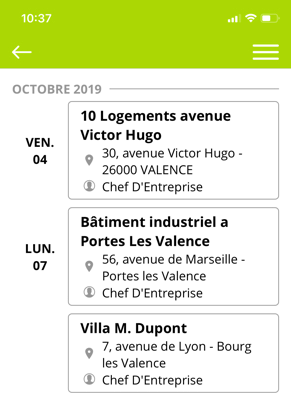 10:37
OCTOBRE 2019
VEN.
04
10 Logements avenue
Victor Hugo
30, avenue Victor Hugo -
26000 VALENCE
Chef D'Entreprise
LUN.
07
Bâtiment industriel a
Portes Les Valence
56, avenue de Marseille -
Portes les Valence
Chef D'Entreprise
Villa M. Dupont
7, avenue de Lyon - Bourg
les Valence
Chef D'Entreprise